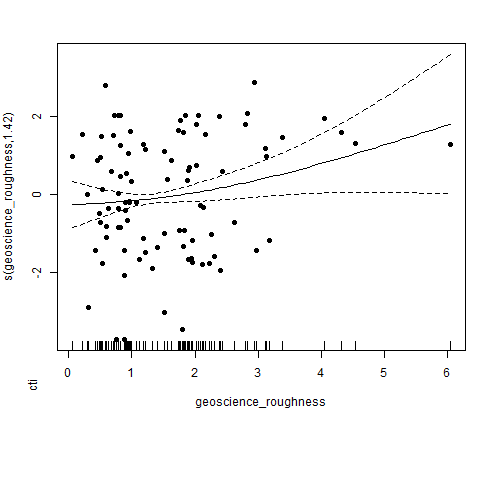 s(geoscience_roughness,1.42)
2
0
-2
0 1 2 3 4 5 6
geoscience_roughness
cti